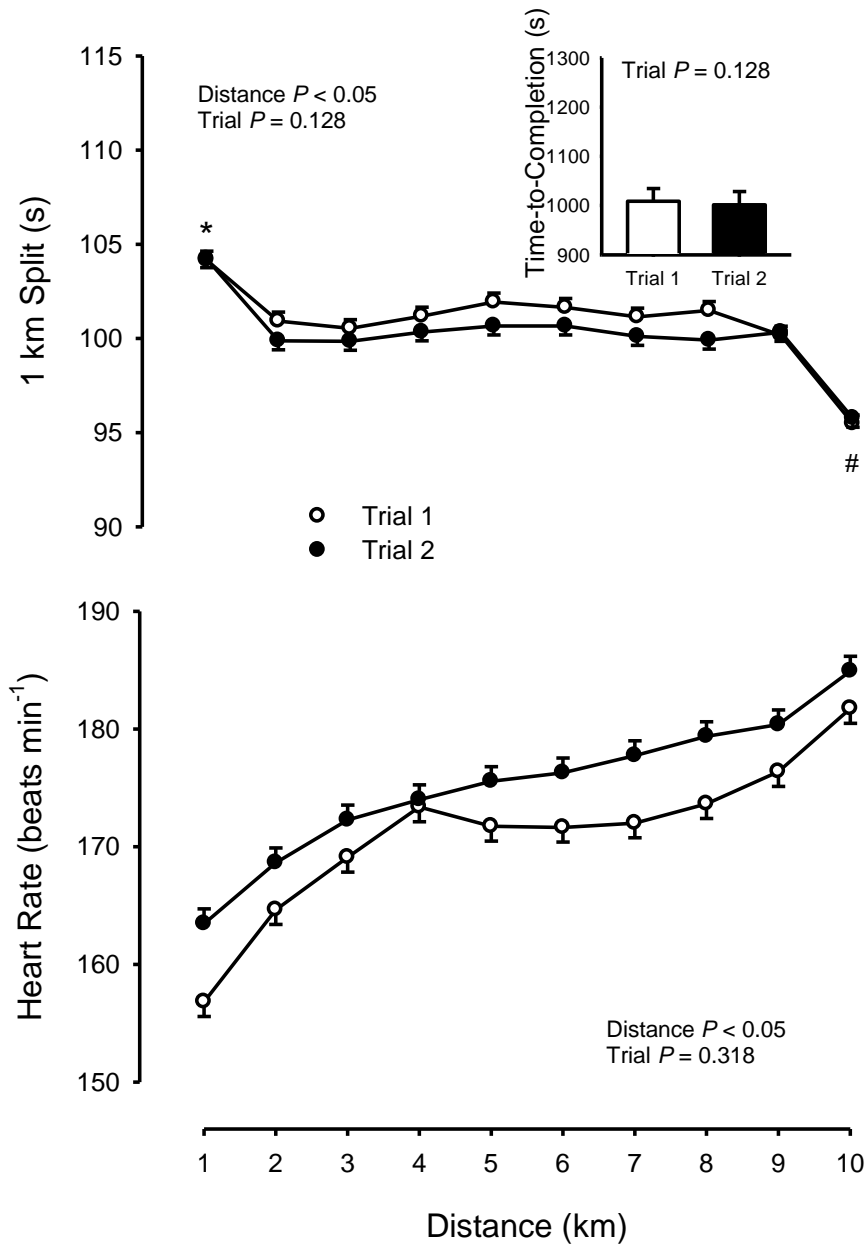 115
110
105
100
95
90
1 km Split (s)
Distance P < 0.05
Trial P = 0.128
*
#
1300
1200
1100
1000
900
Time-to-Completion (s)
Trial P = 0.128
Trial 1 Trial 2
Trial 1
Trial 2
190
180
170
160
150
Heart Rate (beats min⁻¹)
Distance P < 0.05
Trial P = 0.318
1 2 3 4 5 6 7 8 9 10
Distance (km)